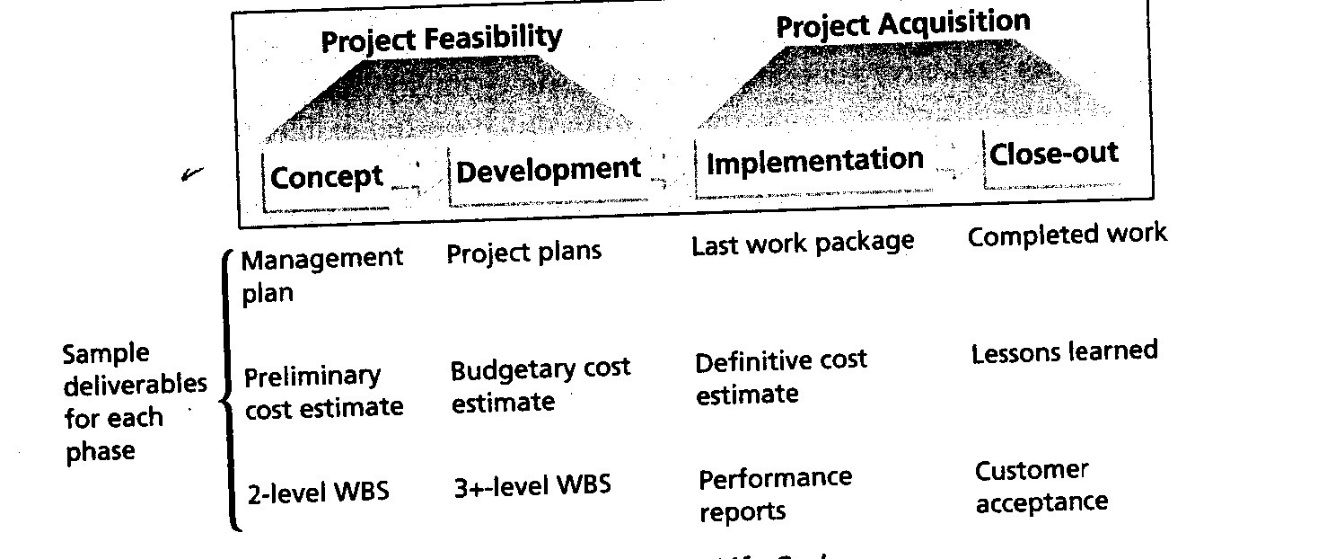 Project Feasibility
Project Acquisition
Concept
Development
Implementation
Close-out
Sample
deliverables
for each
phase
Management
plan
Project plans
Last work package
Completed work
Preliminary
cost estimate
Budgetary cost
estimate
Definitive cost
estimate
Lessons learned
2-level WBS
3+-level WBS
Performance
reports
Customer
acceptance